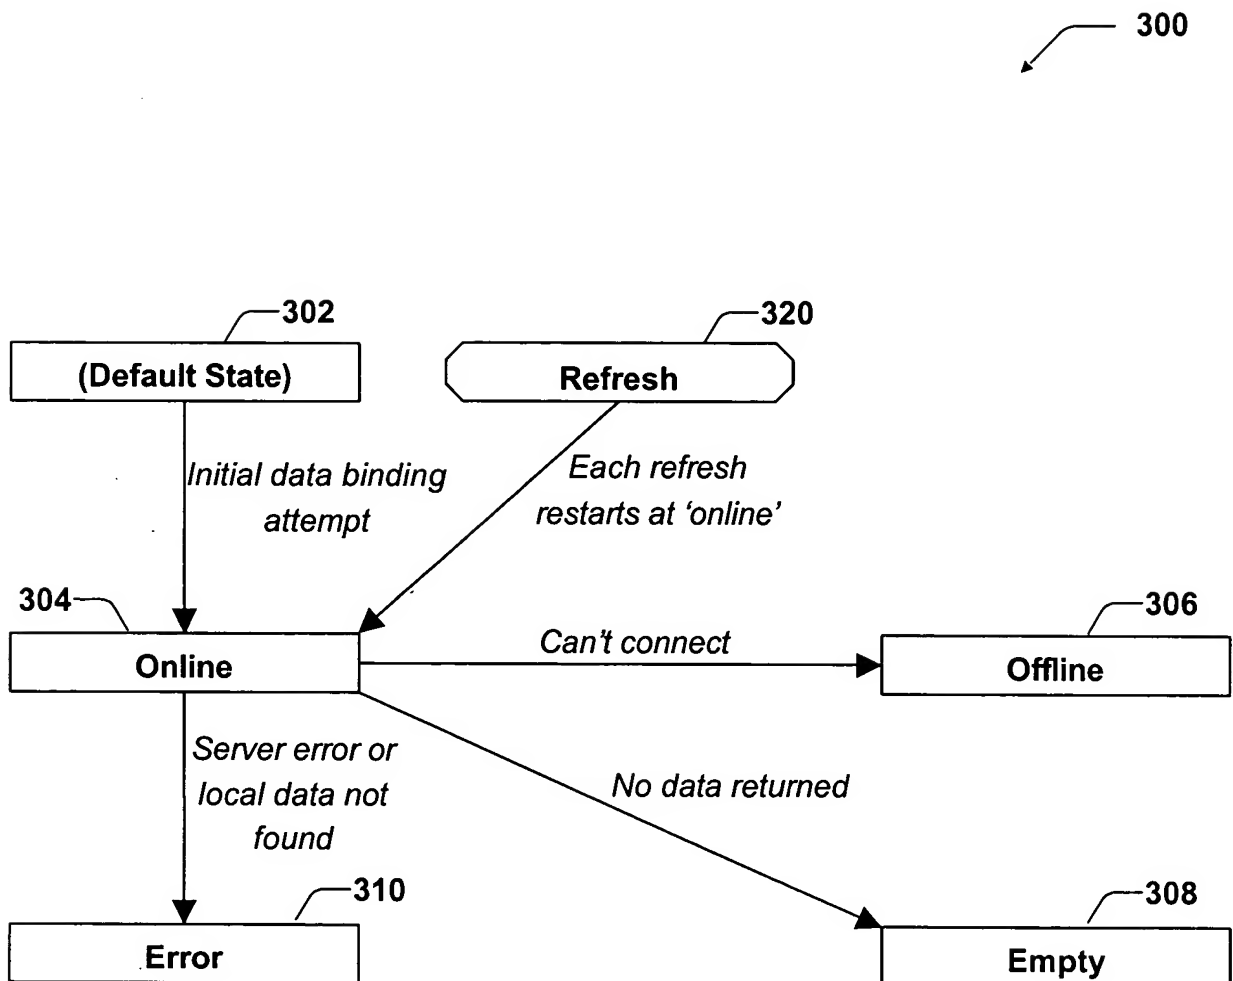 300
302
320
(Default State)
Refresh
Initial data binding
attempt
Each refresh
restarts at ‘online’
304
306
Online
Can't connect
Offline
Server error or
local data not
found
No data returned
310
308
Error
Empty